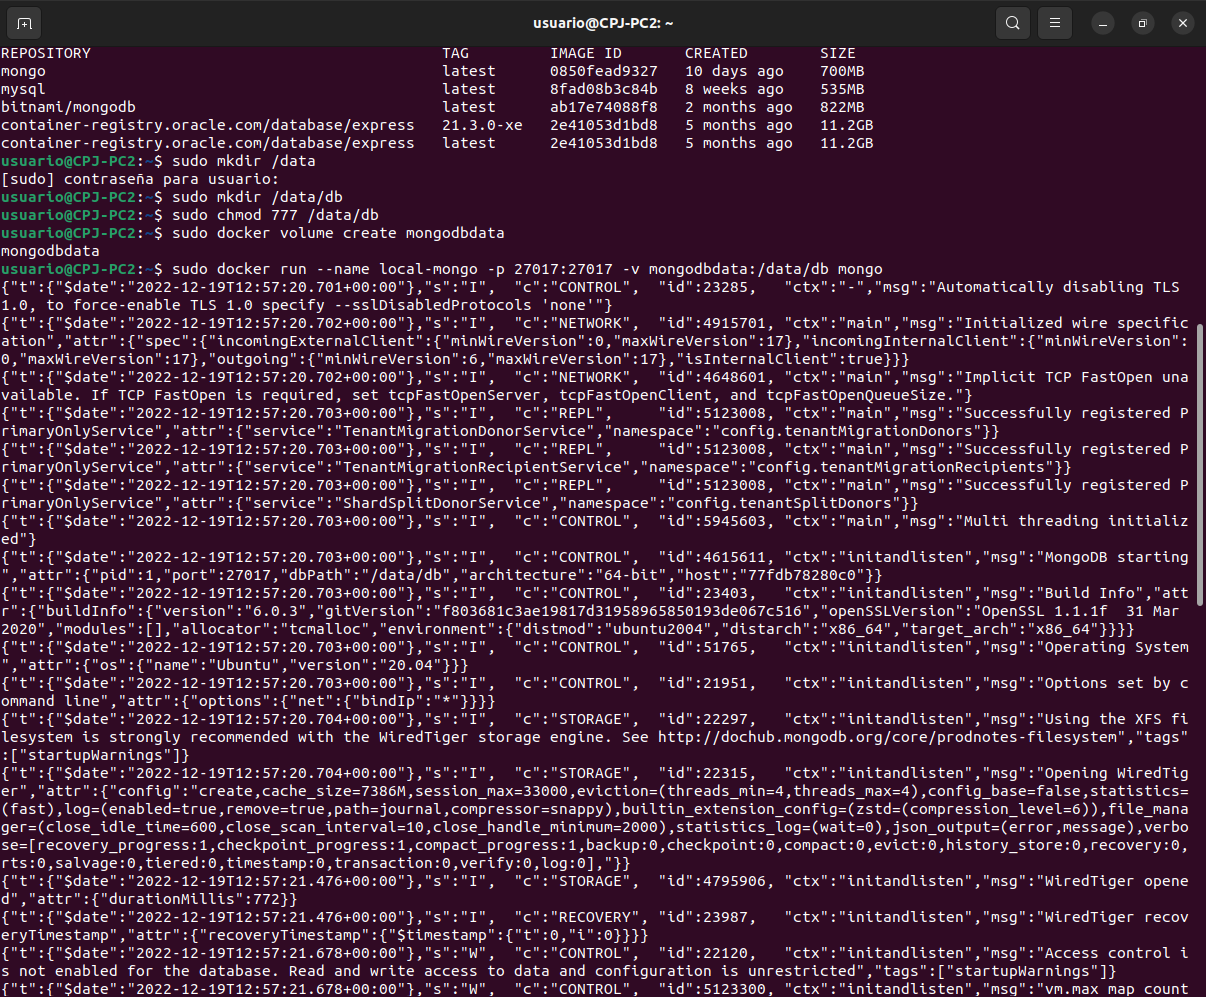 usuario@CPJ-PC2: ~
REPOSITORY TAG IMAGE ID CREATED SIZE
mongo latest 0850fead9327 10 days ago 700MB
mysql latest 8fad08b3c84b 8 weeks ago 535MB
bitnami/mongodb latest ab17e74088f8 2 months ago 822MB
container-registry.oracle.com/database/express 21.3.0-xe 2e41053d1bd8 5 months ago 11.2GB
container-registry.oracle.com/database/express latest 2e41053d1bd8 5 months ago 11.2GB
usuario@CPJ-PC2:~$ sudo mkdir /data
[sudo] contraseña para usuario:
usuario@CPJ-PC2:~$ sudo mkdir /data/db
usuario@CPJ-PC2:~$ sudo chmod 777 /data/db
usuario@CPJ-PC2:~$ sudo docker volume create mongodbdata
mongodbdata
usuario@CPJ-PC2:~$ sudo docker run --name local-mongo -p 27017:27017 -v mongodbdata:/data/db mongo
{"t":{"$date":"2022-12-19T12:57:20.701+00:00"},"s":"I",  "c":"CONTROL",  "id":23285,   "ctx":"-","msg":"Automatically disabling TLS
1.0, to force-enable TLS 1.0 specify --sslDisabledProtocols 'none'"}
{"t":{"$date":"2022-12-19T12:57:20.702+00:00"},"s":"I",  "c":"NETWORK",  "id":4915701, "ctx":"main","msg":"Initialized wire specific
ation","attr":{"spec":{"incomingExternalClient":{"minWireVersion":0,"maxWireVersion":17},"incomingInternalClient":{"minWireVersion":
0,"maxWireVersion":17},"outgoing":{"minWireVersion":6,"maxWireVersion":17},"isInternalClient":true}}}
{"t":{"$date":"2022-12-19T12:57:20.702+00:00"},"s":"I",  "c":"NETWORK",  "id":4648601, "ctx":"main","msg":"Implicit TCP FastOpen una
vailable. If TCP FastOpen is required, set tcpFastOpenServer, tcpFastOpenClient, and tcpFastOpenQueueSize."}
{"t":{"$date":"2022-12-19T12:57:20.703+00:00"},"s":"I",  "c":"REPL",     "id":5123008, "ctx":"main","msg":"Successfully registered P
rimaryOnlyService","attr":{"service":"TenantMigrationDonorService","namespace":"config.tenantMigrationDonors"}}
{"t":{"$date":"2022-12-19T12:57:20.703+00:00"},"s":"I",  "c":"REPL",     "id":5123008, "ctx":"main","msg":"Successfully registered P
rimaryOnlyService","attr":{"service":"TenantMigrationRecipientService","namespace":"config.tenantMigrationRecipients"}}
{"t":{"$date":"2022-12-19T12:57:20.703+00:00"},"s":"I",  "c":"REPL",     "id":5123008, "ctx":"main","msg":"Successfully registered P
rimaryOnlyService","attr":{"service":"ShardSplitDonorService","namespace":"config.tenantSplitDonors"}}
{"t":{"$date":"2022-12-19T12:57:20.703+00:00"},"s":"I",  "c":"CONTROL",  "id":5945603, "ctx":"main","msg":"Multi threading initializ
ed"}
{"t":{"$date":"2022-12-19T12:57:20.703+00:00"},"s":"I",  "c":"CONTROL",  "id":4615611, "ctx":"initandlisten","msg":"MongoDB starting
","attr":{"pid":1,"port":27017,"dbPath":"/data/db","architecture":"64-bit","host":"77fdb78280c0"}}
{"t":{"$date":"2022-12-19T12:57:20.703+00:00"},"s":"I",  "c":"CONTROL",  "id":23403,   "ctx":"initandlisten","msg":"Build Info","att
r":{"buildInfo":{"version":"6.0.3","gitVersion":"f803681c3ae19817d31958965850193de067c516","openSSLVersion":"OpenSSL 1.1.1f  31 Mar
2020","modules":[],"allocator":"tcmalloc","environment":{"distmod":"ubuntu2004","distarch":"x86_64","target_arch":"x86_64"}}}}
{"t":{"$date":"2022-12-19T12:57:20.703+00:00"},"s":"I",  "c":"CONTROL",  "id":51765,   "ctx":"initandlisten","msg":"Operating System
","attr":{"os":{"name":"Ubuntu","version":"20.04"}}}
{"t":{"$date":"2022-12-19T12:57:20.703+00:00"},"s":"I",  "c":"CONTROL",  "id":21951,   "ctx":"initandlisten","msg":"Options set by c
ommand line","attr":{"options":{"net":{"bindIp":"*"}}}}
{"t":{"$date":"2022-12-19T12:57:20.704+00:00"},"s":"I",  "c":"STORAGE",  "id":22297,   "ctx":"initandlisten","msg":"Using the XFS fi
lesystem is strongly recommended with the WiredTiger storage engine. See http://dochub.mongodb.org/core/prodnotes-filesystem","tags"
:["startupWarnings"]}
{"t":{"$date":"2022-12-19T12:57:20.704+00:00"},"s":"I",  "c":"STORAGE",  "id":22315,   "ctx":"initandlisten","msg":"Opening WiredTig
er","attr":{"config":"create,cache_size=7386M,session_max=33000,eviction=(threads_min=4,threads_max=4),config_base=false,statistics=
(fast),log=(enabled=true,remove=true,path=journal,compressor=snappy),builtin_extension_config=(zstd=(compression_level=6)),file_mana
ger=(close_idle_time=600,close_scan_interval=10,close_handle_minimum=2000),statistics_log=(wait=0),json_output=(error,message),verbo
se=[recovery_progress:1,checkpoint_progress:1,compact_progress:1,backup:0,checkpoint:0,compact:0,evict:0,history_store:0,recovery:0,
rts:0,salvage:0,tiered:0,timestamp:0,transaction:0,verify:0,log:0],"}}
{"t":{"$date":"2022-12-19T12:57:21.476+00:00"},"s":"I",  "c":"STORAGE",  "id":4795906, "ctx":"initandlisten","msg":"WiredTiger opene
d","attr":{"durationMillis":772}}
{"t":{"$date":"2022-12-19T12:57:21.476+00:00"},"s":"I",  "c":"RECOVERY", "id":23987,   "ctx":"initandlisten","msg":"WiredTiger recov
eryTimestamp","attr":{"recoveryTimestamp":{"$timestamp":{"t":0,"i":0}}}}
{"t":{"$date":"2022-12-19T12:57:21.678+00:00"},"s":"W",  "c":"CONTROL",  "id":22120,   "ctx":"initandlisten","msg":"Access control i
s not enabled for the database. Read and write access to data and configuration is unrestricted","tags":["startupWarnings"]}
{"t":{"$date":"2022-12-19T12:57:21.678+00:00"},"s":"W",  "c":"CONTROL",  "id":5123300, "ctx":"initandlisten","msg":"vm.max_map_count